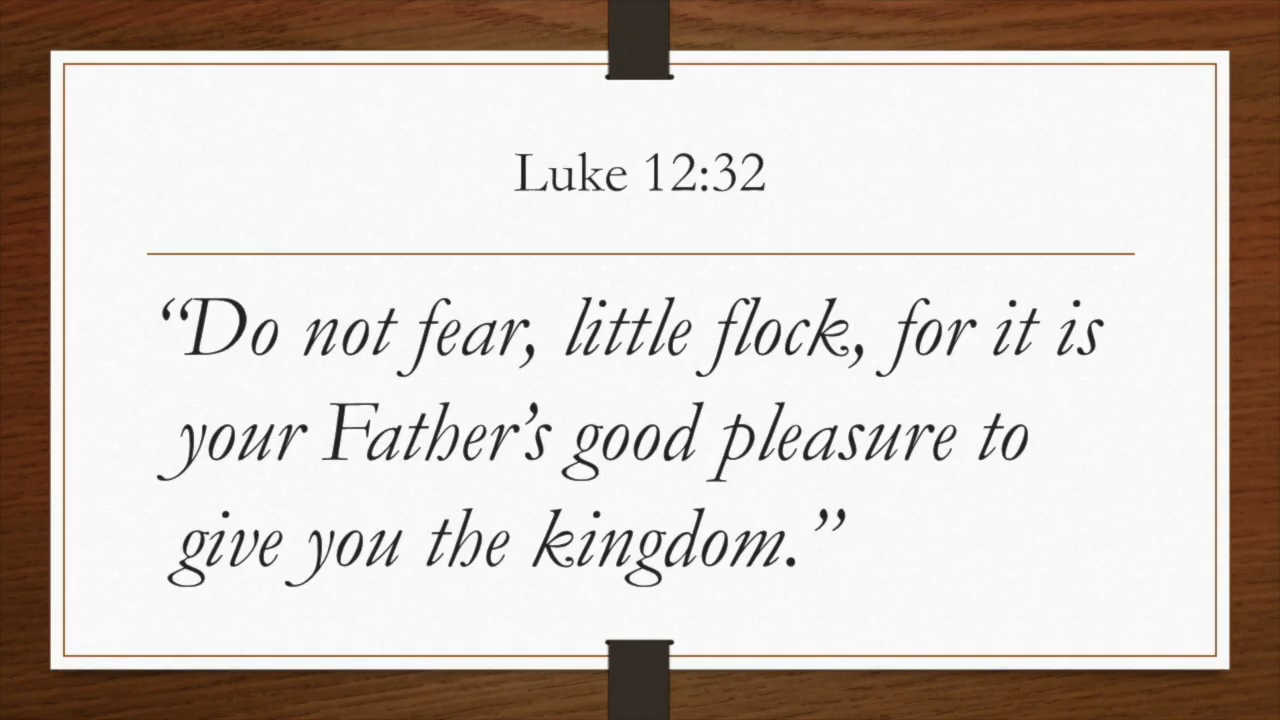 Luke 12:32
“Do not fear, little flock, for it is
your Father’s good pleasure to
give you the kingdom.”